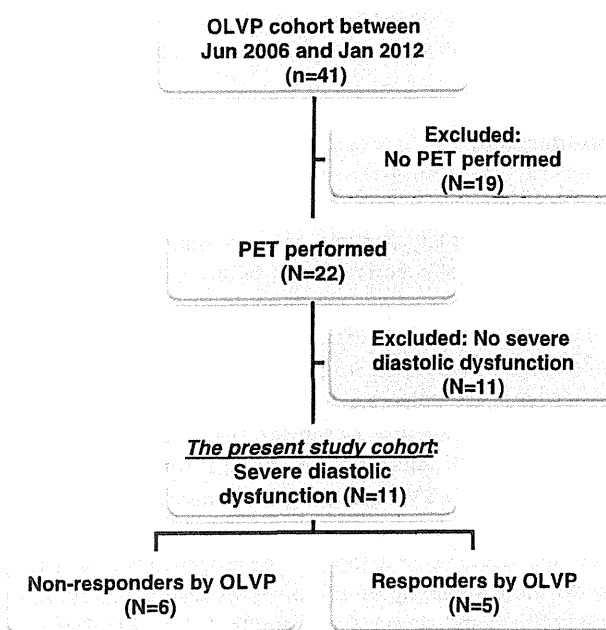 OLVP cohort between
Jun 2006 and Jan 2012
(n=41)
Excluded:
No PET performed
(N=19)
PET performed
(N=22)
Excluded: No severe
diastolic dysfunction
(N=11)
The present study cohort:
Severe diastolic
dysfunction (N=11)
Non-responders by OLVP
(N=6)
Responders by OLVP
(N=5)